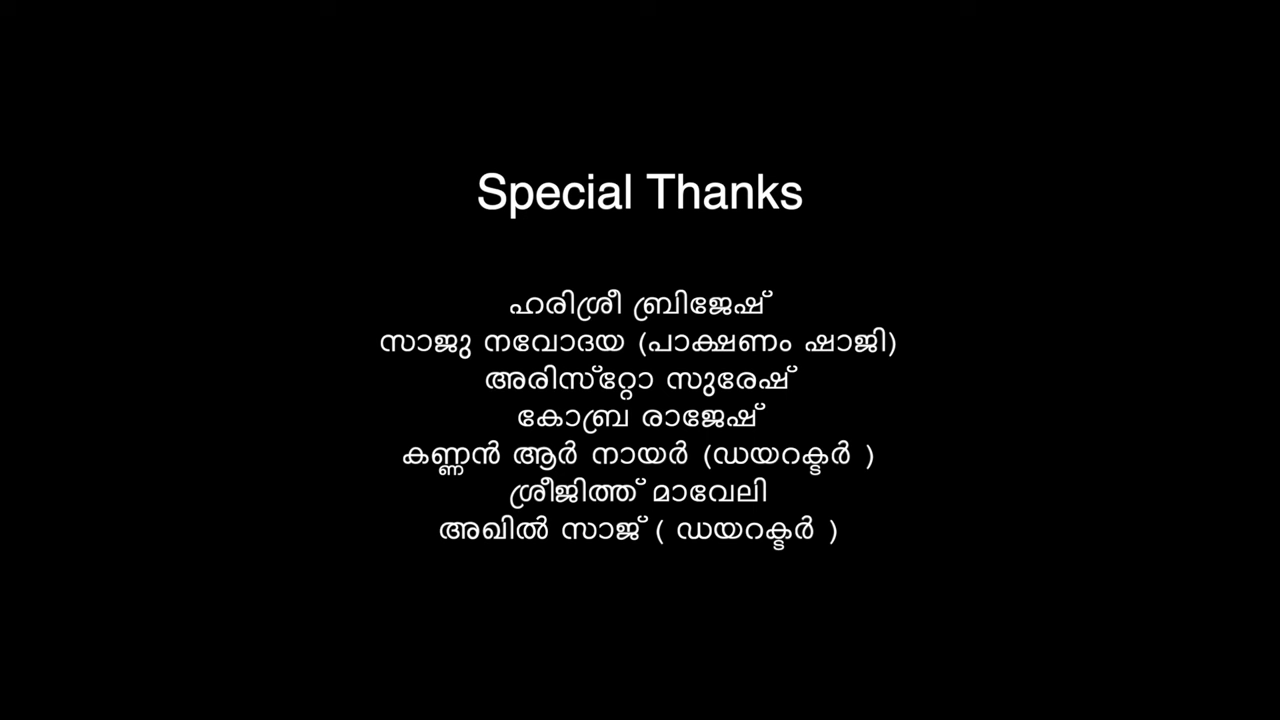 Special Thanks
ഹരിശ്രീ ബ്രിജേഷ്
സാജു നവോദയ (പാക്ഷണം ഷാജി)
അരിസ്റ്റോ സുരേഷ്
കോബ്ര രാജേഷ്
കണ്ണൻ ആർ നായർ (ഡയറക്ടർ )
ശ്രീജിത്ത് മാവേലി
അഖിൽ സാജ് ( ഡയറക്ടർ )